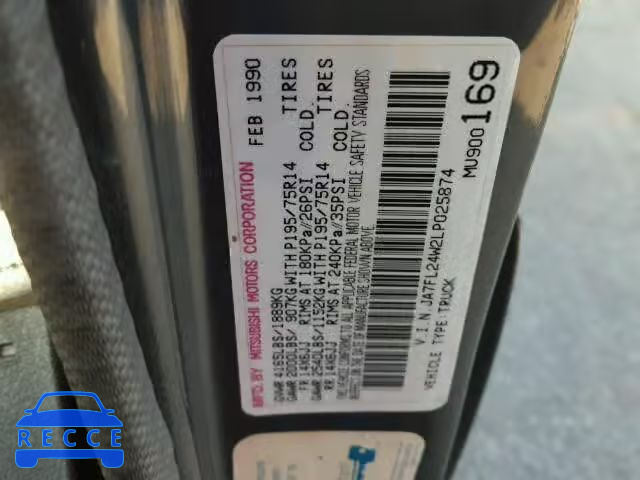 MFD. BY MITSUBISHI MOTORS CORPORATION FEB 1990
GVWR 4165LBS/1889KG
GAWR 2000LBS/ 907KG WITH P195/75R14 TIRES
FR 14X6JJ RIMS AT 180KPA/26PSI COLD.
GAWR 2540LBS/1152KG WITH P195/75R14 TIRES
RR 14X6JJ RIMS AT 240KPA/35PSI COLD.
THIS VEHICLE CONFORMS TO ALL APPLICABLE FEDERAL MOTOR VEHICLE SAFETY STANDARDS
IN EFFECT ON THE DATE OF MANUFACTURE SHOWN ABOVE
V.I.N JA7FL24W2LP025874
VEHICLE TYPE:TRUCK
MU900169
RECCE